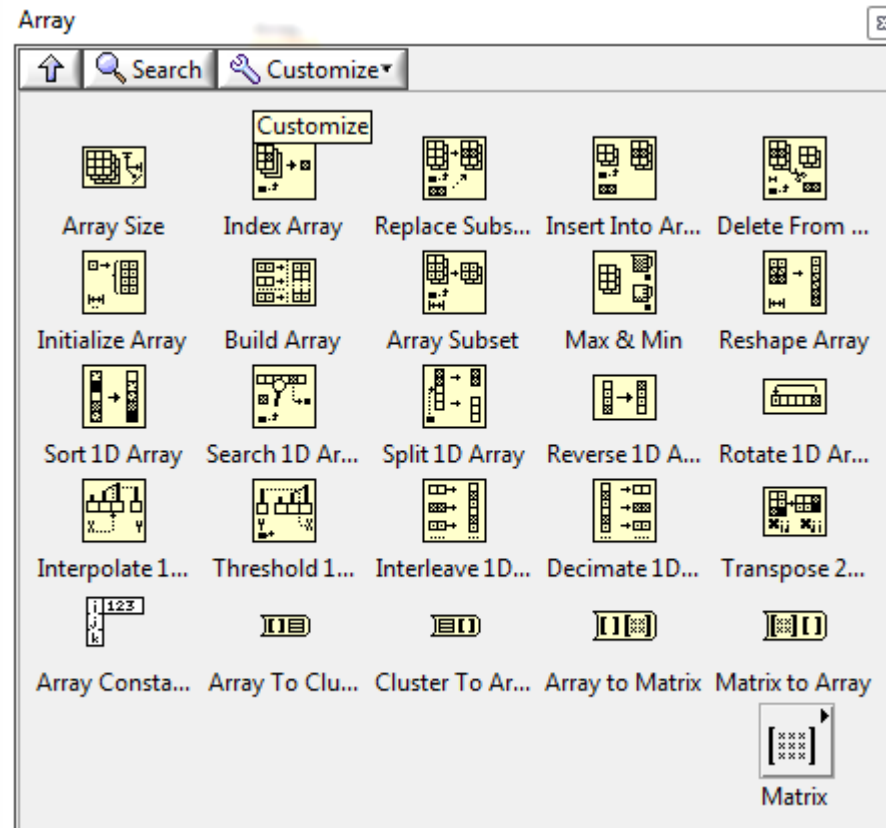 Array
Search Customize
Customize
Array Size Index Array Replace Subs... Insert Into Ar... Delete From ...
Initialize Array Build Array Array Subset Max & Min Reshape Array
Sort 1D Array Search 1D Ar... Split 1D Array Reverse 1D A... Rotate 1D Ar...
Interpolate 1... Threshold 1... Interleave 1D... Decimate 1D... Transpose 2...
Array Consta... Array To Clu... Cluster To Ar... Array to Matrix Matrix to Array
Matrix